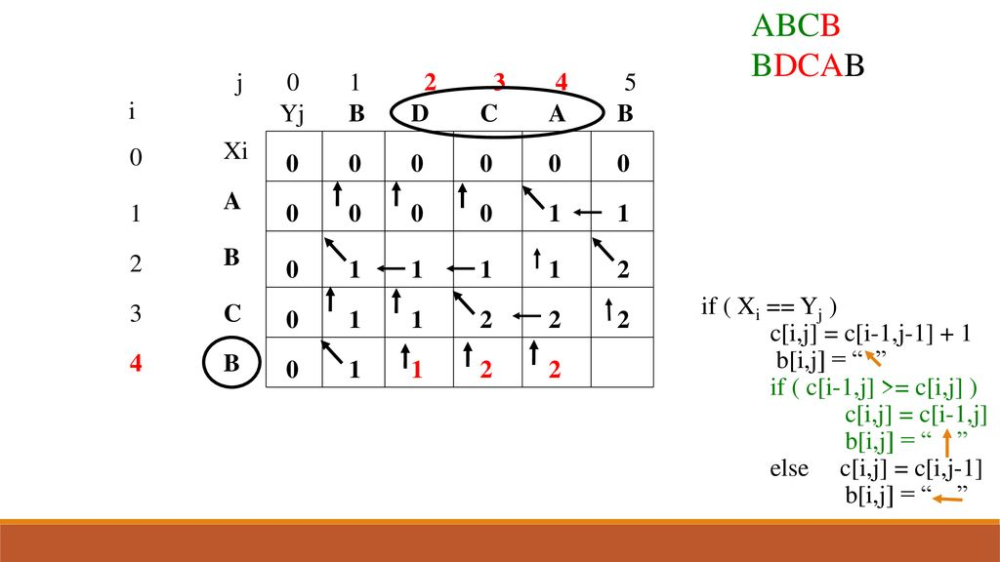 ABCB
BDCAB
j 0 1 2 3 4 5
i Yj B D C A B
0 Xi 0 0 0 0 0 0
1 A 0 0 0 0 1 1
2 B 0 1 1 1 1 2
3 C 0 1 1 2 2 2
4 B 0 1 1 2 2
if ( Xi == Yj )
c[i,j] = c[i-1,j-1] + 1
b[i,j] = “ ”
if ( c[i-1,j] >= c[i,j] )
c[i,j] = c[i-1,j]
b[i,j] = “ ”
else c[i,j] = c[i,j-1]
b[i,j] = “ ”